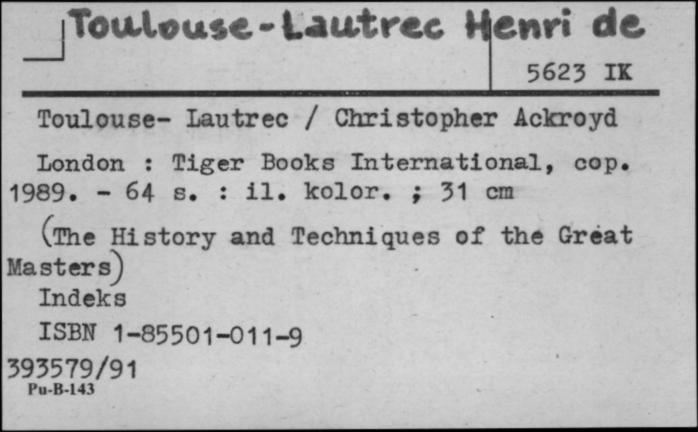 Toulouse-Lautrec Henri de
5623 IK
Toulouse- Lautrec / Christopher Ackroyd
London : Tiger Books International, cop.
1989. - 64 s. : il. kolor. ; 31 cm
(The History and Techniques of the Great
Masters)
Indeks
ISBN 1-85501-011-9
393579/91
Pu-B-143